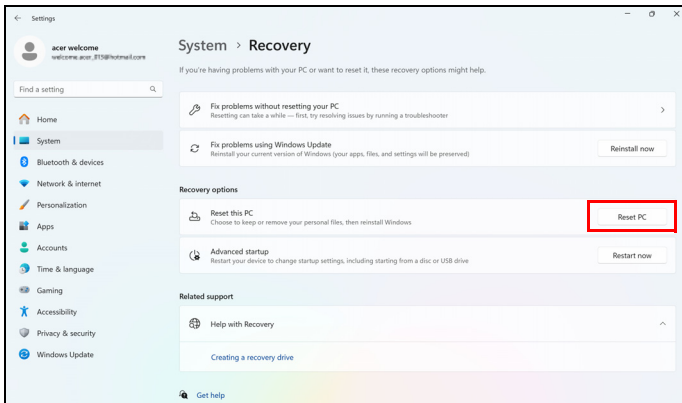 Settings
acer welcome
System > Recovery
If you're having problems with your PC or want to reset it, these recovery options might help.
Find a setting
Home
System
Bluetooth & devices
Network & internet
Personalization
Apps
Accounts
Time & language
Gaming
Accessibility
Privacy & security
Windows Update
Fix problems without resetting your PC
Resetting can take a while — first, try resolving issues by running a troubleshooter
Fix problems using Windows Update
Reinstall your current version of Windows (your apps, files, and settings will be preserved)
Reinstall now
Recovery options
Reset this PC
Choose to keep or remove your personal files, then reinstall Windows
Reset PC
Advanced startup
Restart your device to change startup settings, including starting from a disc or USB drive
Restart now
Related support
Help with Recovery
Creating a recovery drive
Get help